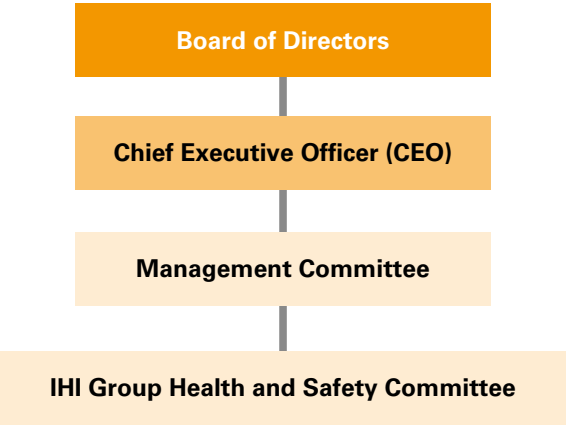 Board of Directors
Chief Executive Officer (CEO)
Management Committee
IHI Group Health and Safety Committee